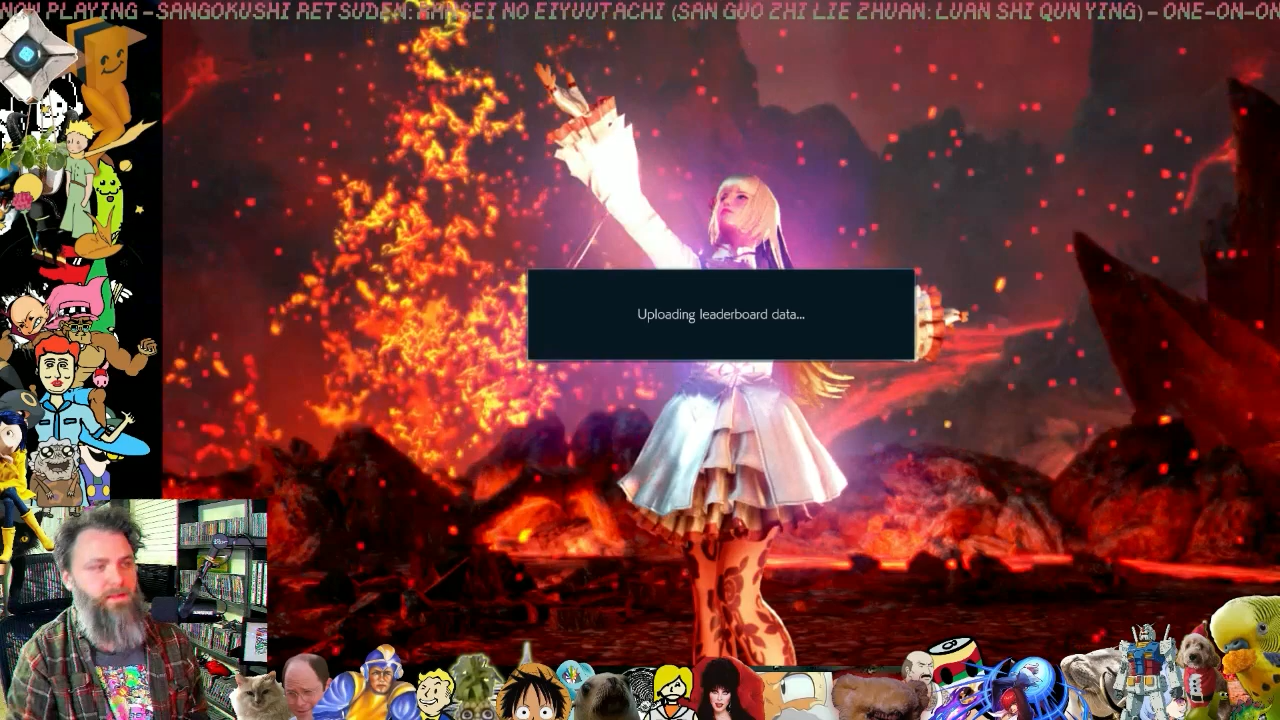 NOW PLAYING - SANGOKUSHI RETSUDEN: RANSEI NO EIYUUTACHI (SAN GUO ZHI LIE ZHUAN: LUAN SHI QUN YING) - ONE-ON-ON
Uploading leaderboard data...